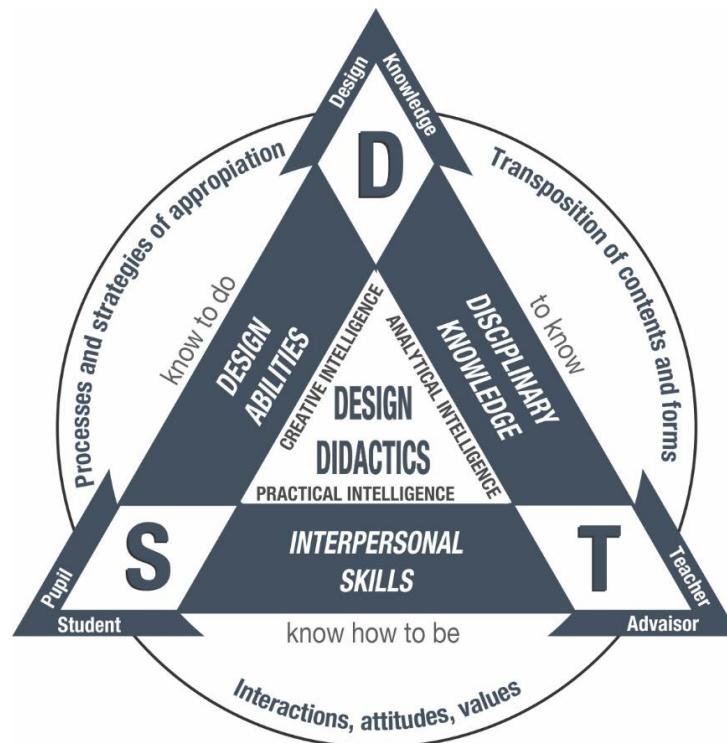 Design
Knowledge
D
Processes and strategies of appropiation
Transposition of contents and forms
know to do
to know
DESIGN
ABILITIES
DISCIPLINARY
KNOWLEDGE
CREATIVE INTELLIGENCE
ANALYTICAL INTELLIGENCE
DESIGN
DIDACTICS
PRACTICAL INTELLIGENCE
S
T
INTERPERSONAL
SKILLS
Pupil
Student
Teacher
Advaisor
know how to be
Interactions, attitudes, values